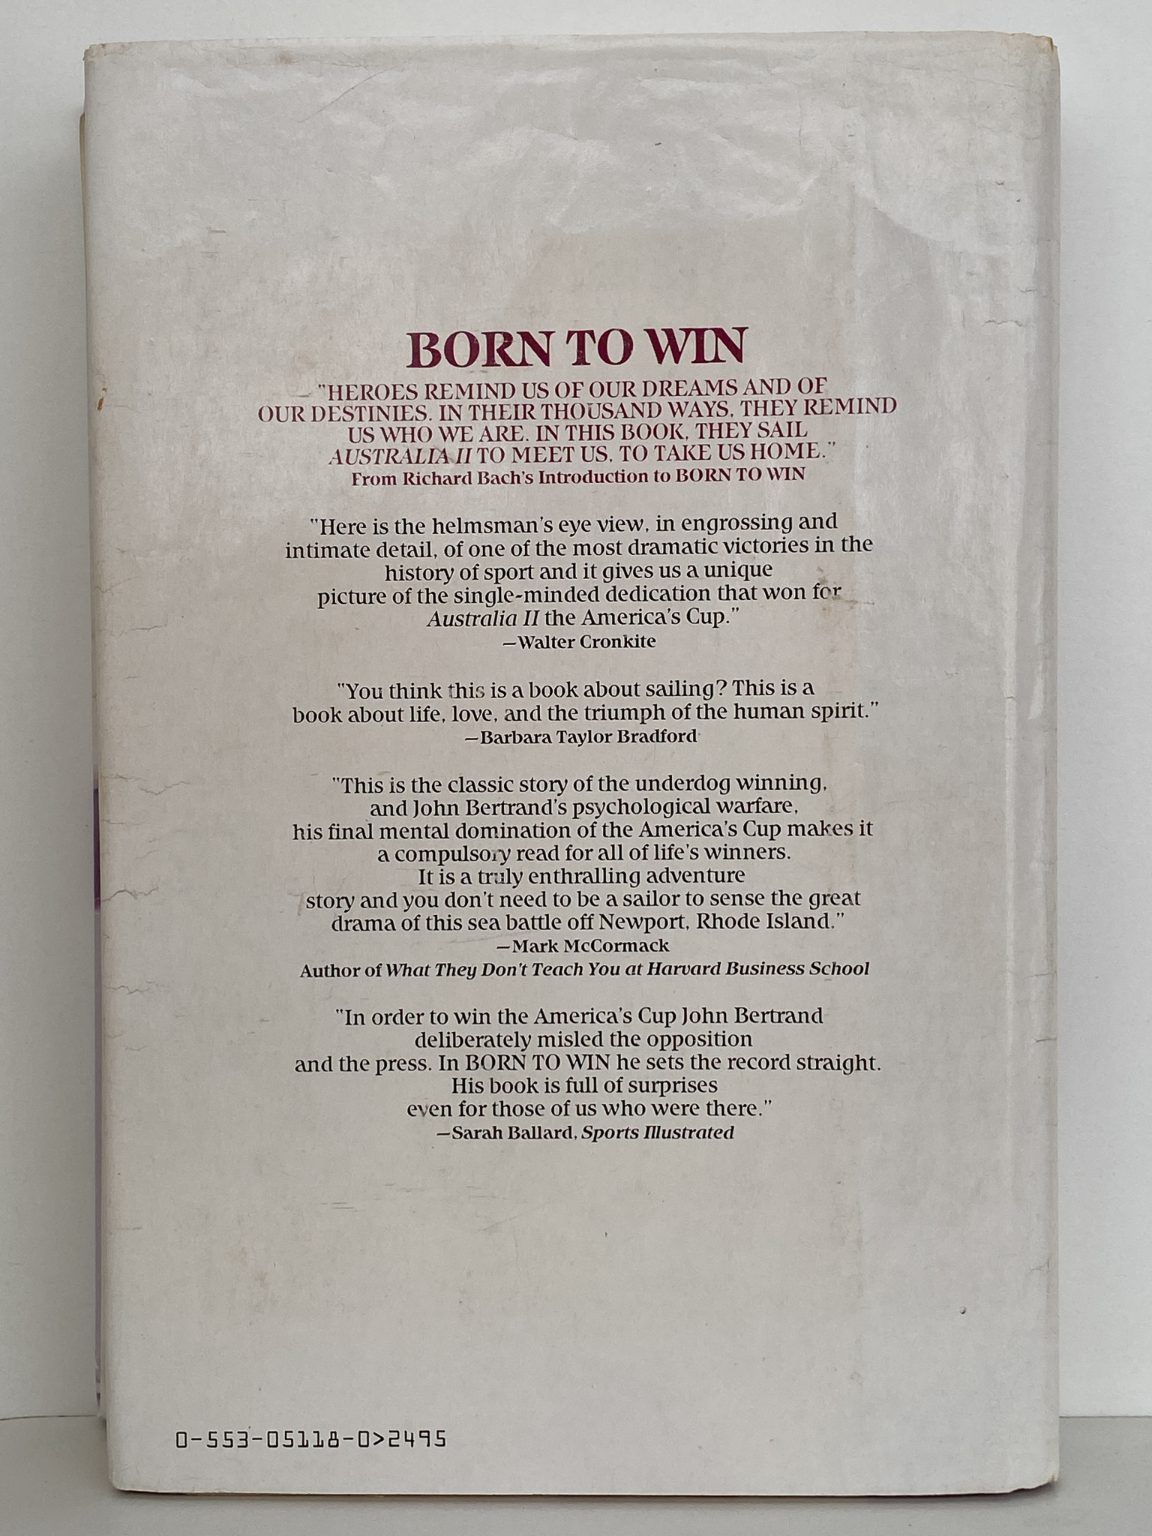 BORN TO WIN
"HEROES REMIND US OF OUR DREAMS AND OF
OUR DESTINIES. IN THEIR THOUSAND WAYS, THEY REMIND
US WHO WE ARE. IN THIS BOOK, THEY SAIL
AUSTRALIA II TO MEET US, TO TAKE US HOME."
From Richard Bach's Introduction to BORN TO WIN
"Here is the helmsman's eye view, in engrossing and
intimate detail, of one of the most dramatic victories in the
history of sport and it gives us a unique
picture of the single-minded dedication that won for
Australia II the America's Cup."
—Walter Cronkite
"You think this is a book about sailing? This is a
book about life, love, and the triumph of the human spirit."
—Barbara Taylor Bradford
"This is the classic story of the underdog winning,
and John Bertrand's psychological warfare,
his final mental domination of the America's Cup makes it
a compulsory read for all of life's winners.
It is a truly enthralling adventure
story and you don't need to be a sailor to sense the great
drama of this sea battle off Newport, Rhode Island."
—Mark McCormack
Author of What They Don't Teach You at Harvard Business School
"In order to win the America's Cup John Bertrand
deliberately misled the opposition
and the press. In BORN TO WIN he sets the record straight.
His book is full of surprises
even for those of us who were there."
—Sarah Ballard, Sports Illustrated
0-553-05118-0>2495